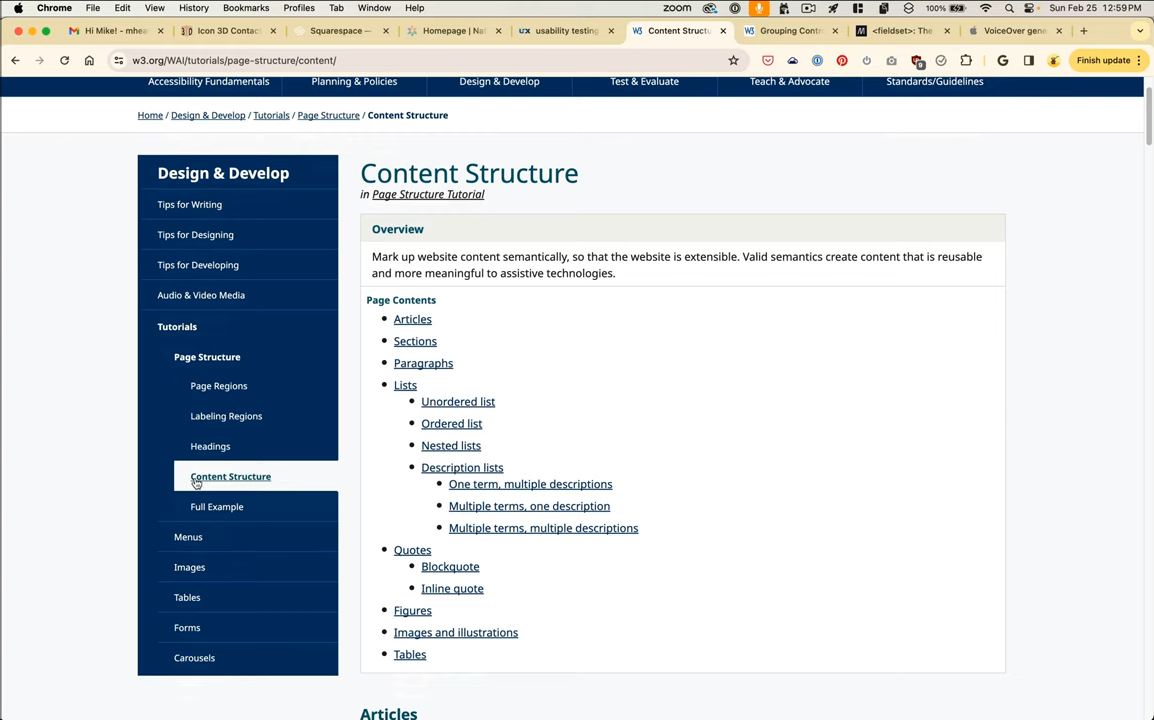 Chrome File Edit View History Bookmarks Profiles Tab Window Help zoom 100% Sun Feb 25 12:59PM
Hi Mike! – mhea Icon 3D Contac Squarespace — Homepage | Nat usability testing Content Structu Grouping Contr <fieldset>: The VoiceOver gene
w3.org/WAI/tutorials/page-structure/content/ 9 Finish update
Accessibility Fundamentals Planning & Policies Design & Develop Test & Evaluate Teach & Advocate Standards/Guidelines
Home / Design & Develop / Tutorials / Page Structure / Content Structure
Design & Develop
Tips for Writing
Tips for Designing
Tips for Developing
Audio & Video Media
Tutorials
Page Structure
Page Regions
Labeling Regions
Headings
Content Structure
Full Example
Menus
Images
Tables
Forms
Carousels
Content Structure
in Page Structure Tutorial
Overview
Mark up website content semantically, so that the website is extensible. Valid semantics create content that is reusable
and more meaningful to assistive technologies.
Page Contents
Articles
Sections
Paragraphs
Lists
Unordered list
Ordered list
Nested lists
Description lists
One term, multiple descriptions
Multiple terms, one description
Multiple terms, multiple descriptions
Quotes
Blockquote
Inline quote
Figures
Images and illustrations
Tables
Articles